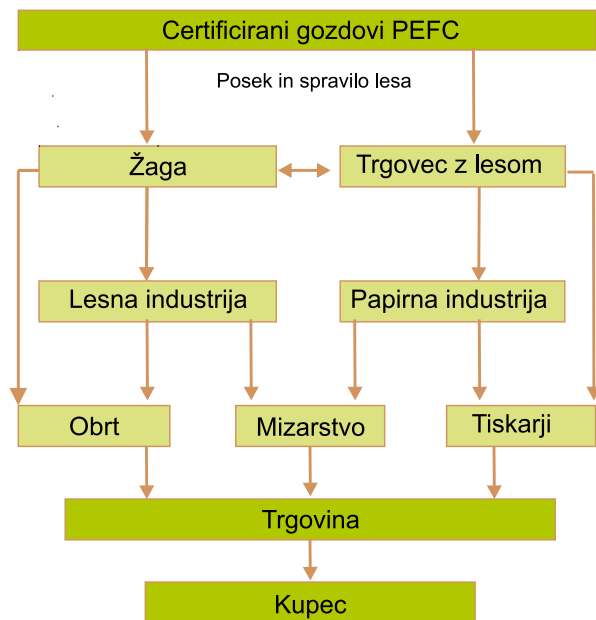 Certificirani gozdovi PEFC
Posek in spravilo lesa
Žaga
Trgovec z lesom
Lesna industrija
Papirna industrija
Obrt
Mizarstvo
Tiskarji
Trgovina
Kupec